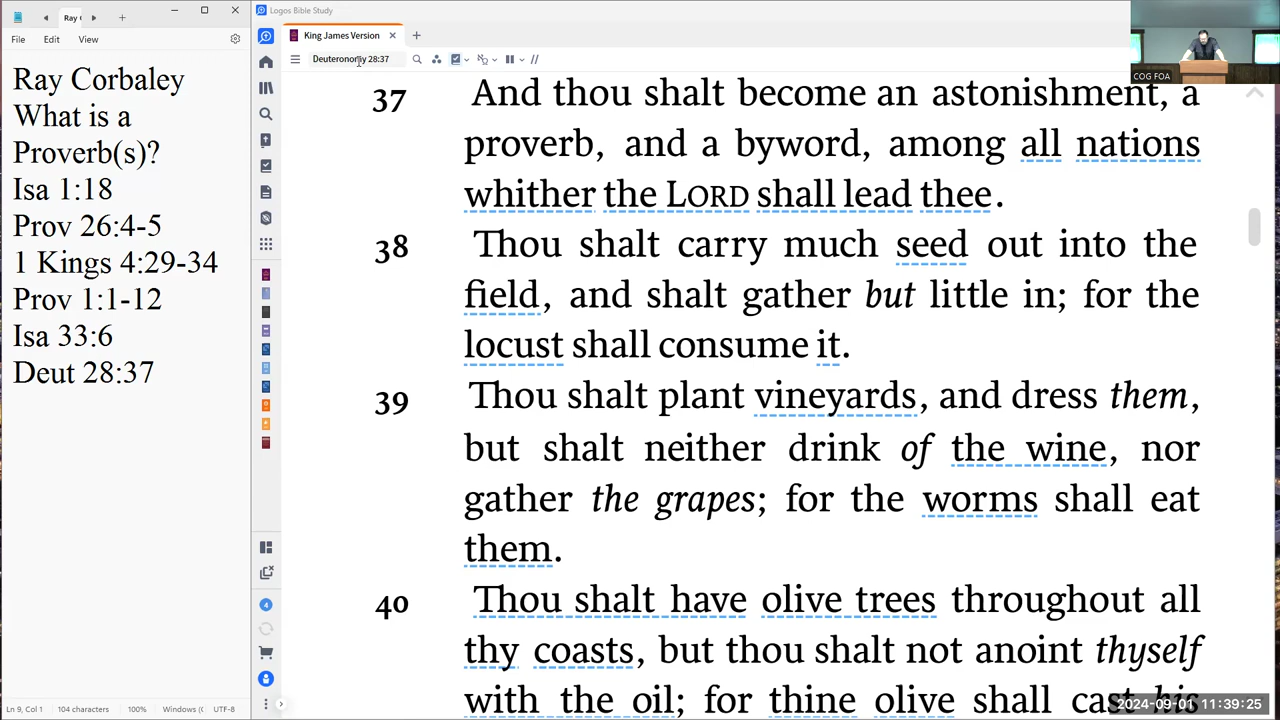 Ray C
File Edit View
Ray Corbaley
What is a
Proverb(s)?
Isa 1:18
Prov 26:4-5
1 Kings 4:29-34
Prov 1:1-12
Isa 33:6
Deut 28:37
Ln 9, Col 1 104 characters 100% Windows (C UTF-8
Logos Bible Study
King James Version
Deuteronomy 28:37
4
37 And thou shalt become an astonishment, a
proverb, and a byword, among all nations
whither the LORD shall lead thee.
38 Thou shalt carry much seed out into the
field, and shalt gather but little in; for the
locust shall consume it.
39 Thou shalt plant vineyards, and dress them,
but shalt neither drink of the wine, nor
gather the grapes; for the worms shall eat
them.
40 Thou shalt have olive trees throughout all
thy coasts, but thou shalt not anoint thyself
with the oil; for thine olive shall cast his
COG FOA
2024-09-01 11:39:25